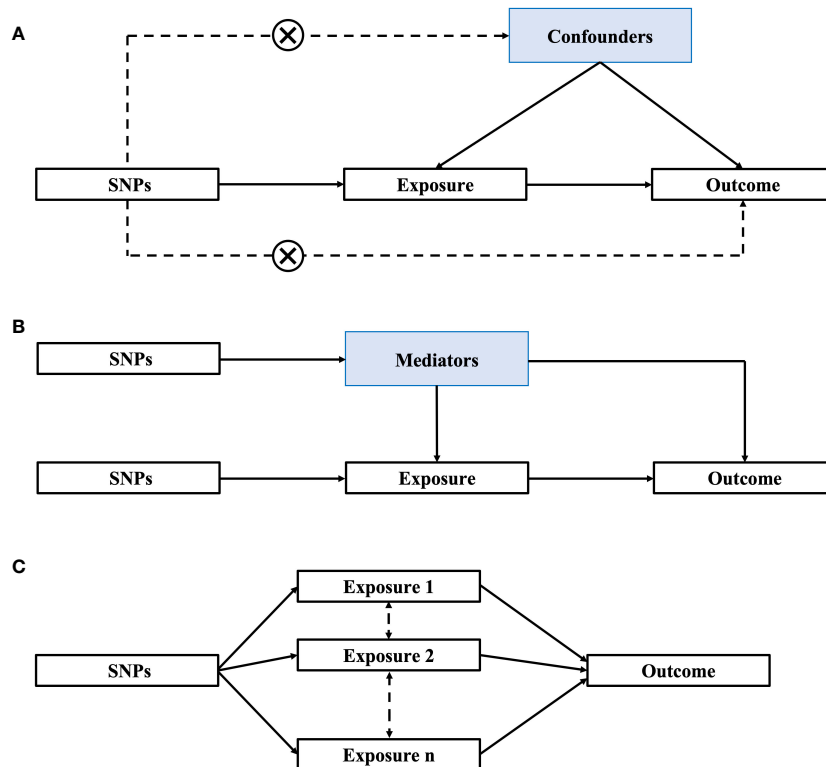 A
Confounders
SNPs
Exposure
Outcome
B
SNPs
Mediators
SNPs
Exposure
Outcome
C
Exposure 1
SNPs
Exposure 2
Outcome
Exposure n